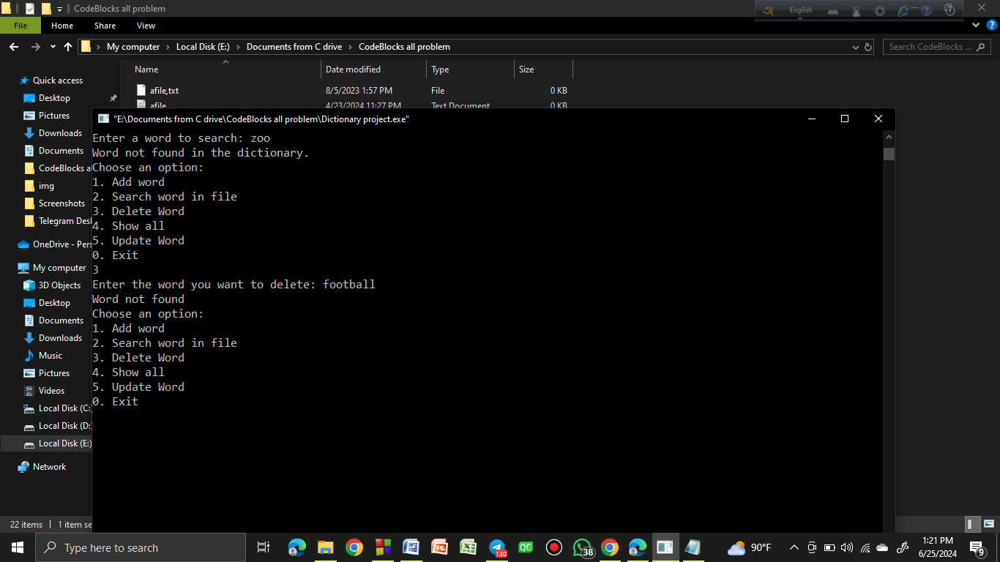 CodeBlocks all problem
English
File Home Share View
My computer > Local Disk (E:) > Documents from C drive > CodeBlocks all problem
Search CodeBlocks ...
Name Date modified Type Size
Quick access
Desktop
Pictures
Downloads
Documents
CodeBlocks a
img
Screenshots
Telegram Desk
OneDrive - Pers
My computer
3D Objects
Desktop
Documents
Downloads
Music
Pictures
Videos
Local Disk (C:
Local Disk (D:
Local Disk (E:)
Network
afile,txt 8/5/2023 1:57 PM File 0 KB
afile 4/23/2024 11:27 PM Text Document 0 KB
"E:\Documents from C drive\CodeBlocks all problem\Dictionary project.exe"
Enter a word to search: zoo
Word not found in the dictionary.
Choose an option:
1. Add word
2. Search word in file
3. Delete Word
4. Show all
5. Update Word
0. Exit
3
Enter the word you want to delete: football
Word not found
Choose an option:
1. Add word
2. Search word in file
3. Delete Word
4. Show all
5. Update Word
0. Exit
22 items 1 item se
Type here to search
130
QC
38
90°F
1:21 PM
6/25/2024
9